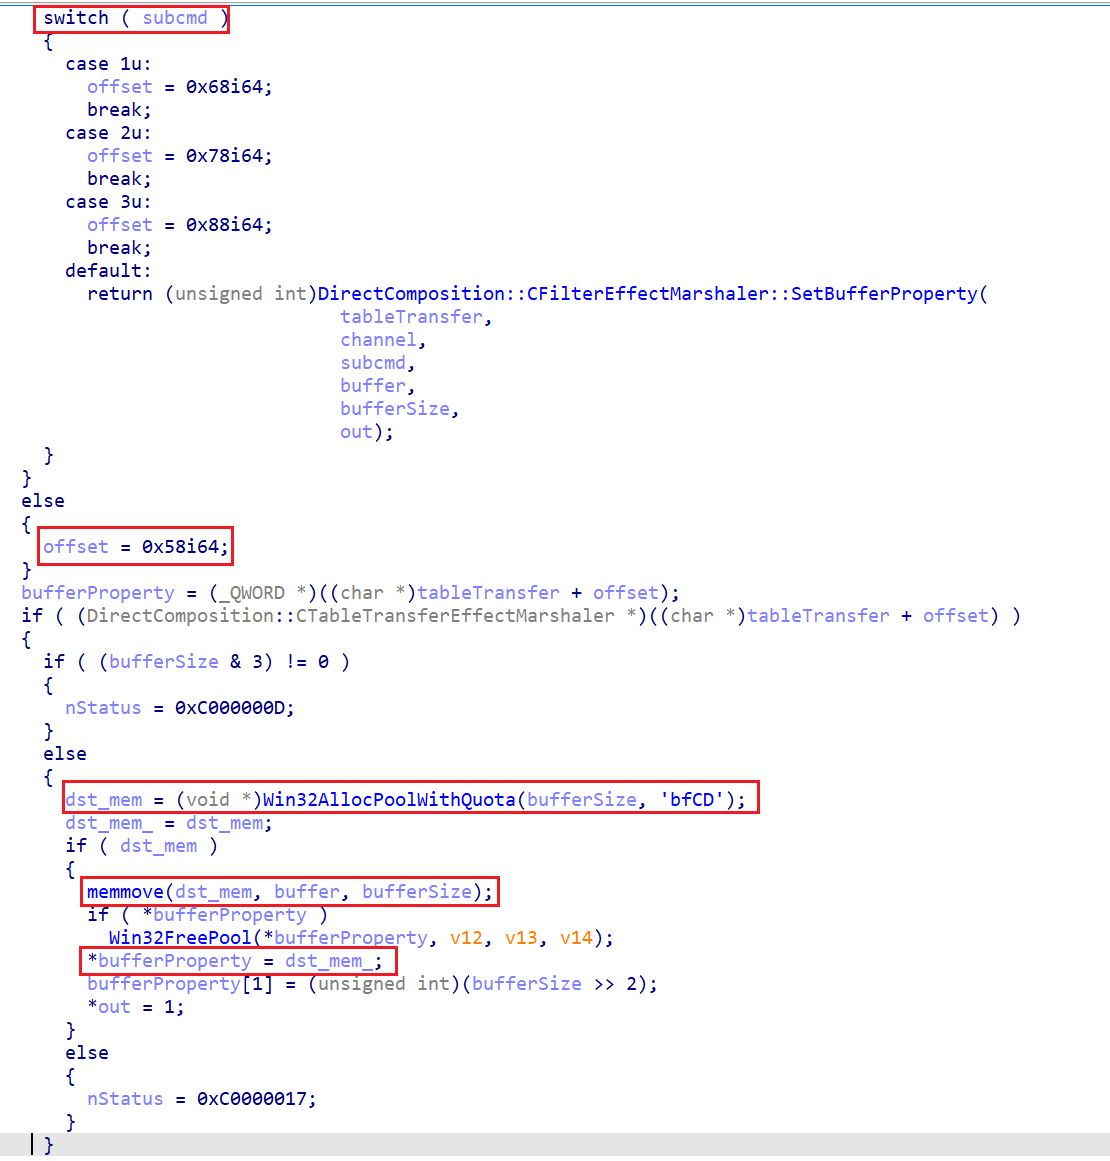 switch ( subcmd )
{
case 1u:
offset = 0x68i64;
break;
case 2u:
offset = 0x78i64;
break;
case 3u:
offset = 0x88i64;
break;
default:
return (unsigned int)DirectComposition::CFilterEffectMarshaler::SetBufferProperty(
tableTransfer,
channel,
subcmd,
buffer,
bufferSize,
out);
}
}
else
{
offset = 0x58i64;
}
bufferProperty = (_QWORD *)((char *)tableTransfer + offset);
if ( (DirectComposition::CTableTransferEffectMarshaler *)((char *)tableTransfer + offset) )
{
if ( (bufferSize & 3) != 0 )
{
nStatus = 0xC000000D;
}
else
{
dst_mem = (void *)Win32AllocPoolWithQuota(bufferSize, 'bfCD');
dst_mem_ = dst_mem;
if ( dst_mem )
{
memmove(dst_mem, buffer, bufferSize);
if ( *bufferProperty )
Win32FreePool(*bufferProperty, v12, v13, v14);
*bufferProperty = dst_mem_;
bufferProperty[1] = (unsigned int)(bufferSize >> 2);
*out = 1;
}
else
{
nStatus = 0xC0000017;
}
}